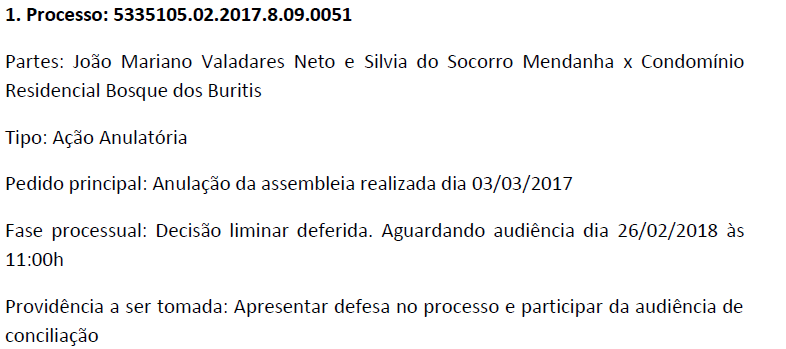 1. Processo: 5335105.02.2017.8.09.0051
Partes: João Mariano Valadares Neto e Silvia do Socorro Mendanha x Condomínio
Residencial Bosque dos Buritis
Tipo: Ação Anulatória
Pedido principal: Anulação da assembleia realizada dia 03/03/2017
Fase processual: Decisão liminar deferida. Aguardando audiência dia 26/02/2018 às
11:00h
Providência a ser tomada: Apresentar defesa no processo e participar da audiência de
conciliação